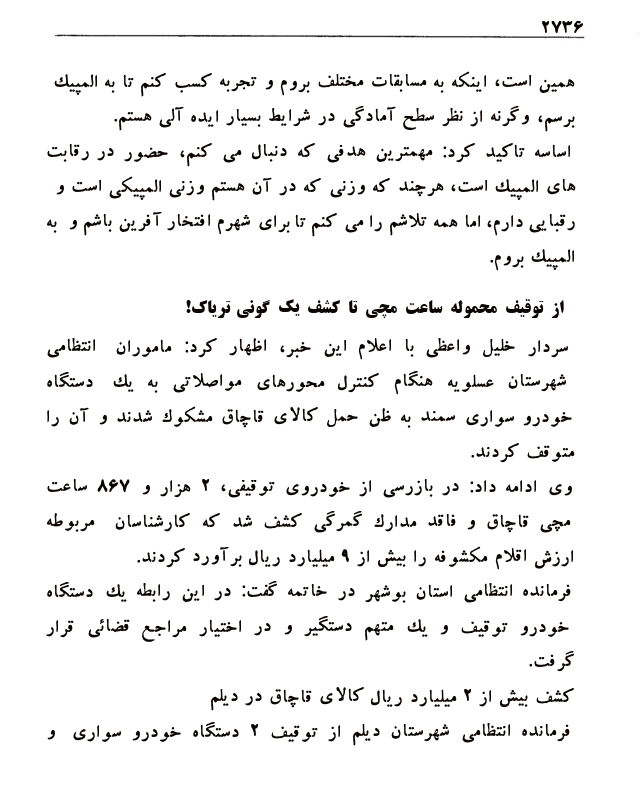 ۲۷۳۶
همین است، اینکه به مسابقات مختلف بروم و تجربه کسب کنم تا به المپیک
برسم، وگرنه از نظر سطح آمادگی در شرایط بسیار ایده آلی هستم.
اساسه تاکید کرد: مهمترین هدفی که دنبال می کنم، حضور در رقابت
های المپیک است، هرچند که وزنی که در آن هستم وزنی المپیکی است و
رقبایی دارم، اما همه تلاشم را می کنم تا برای شهرم افتخار آفرین باشم و به
المپیک بروم.
از توقیف محموله ساعت مچی تا کشف یک گونی تریاک!
سردار خلیل واعظی با اعلام این خبر، اظهار کرد: ماموران انتظامی
شهرستان عسلویه هنگام کنترل محورهای مواصلاتی به یک دستگاه
خودرو سواری سمند به ظن حمل کالای قاچاق مشکوک شدند و آن را
متوقف کردند.
وی ادامه داد: در بازرسی از خودروی توقیفی، ۲ هزار و ۸۶۷ ساعت
مچی قاچاق و فاقد مدارک گمرگی کشف شد که کارشناسان مربوطه
ارزش اقلام مکشوفه را بیش از ۹ میلیارد ریال برآورد کردند.
فرمانده انتظامی استان بوشهر در خاتمه گفت: در این رابطه یک دستگاه
خودرو توقیف و یک متهم دستگیر و در اختیار مراجع قضائی قرار
گرفت.
کشف بیش از ۲ میلیارد ریال کالای قاچاق در دیلم
فرمانده انتظامی شهرستان دیلم از توقیف ۲ دستگاه خودرو سواری و